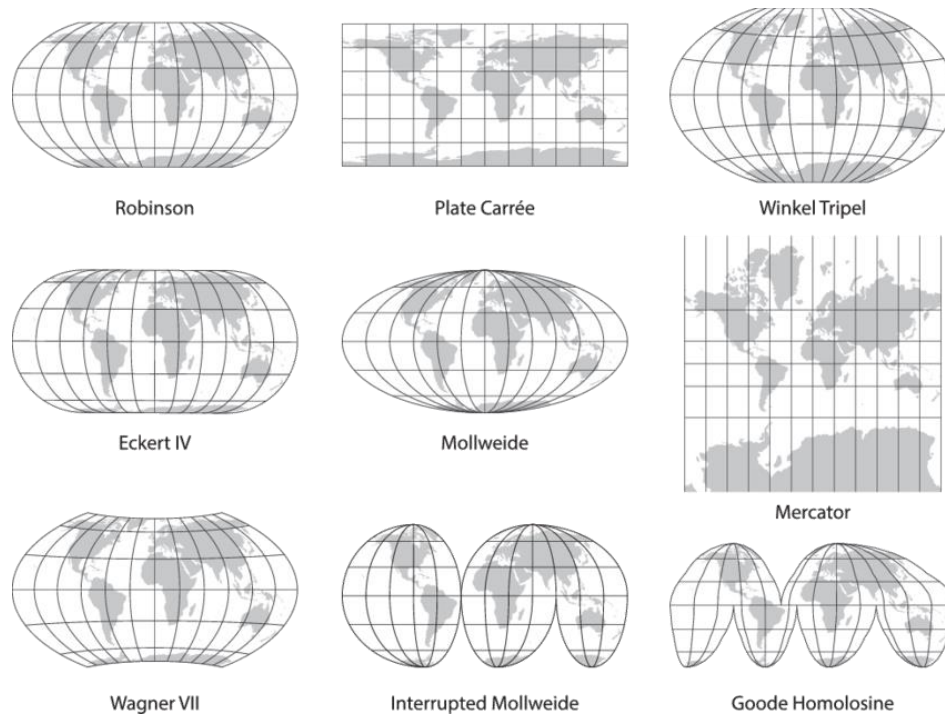 Robinson
Plate Carrée
Winkel Tripel
Eckert IV
Mollweide
Mercator
Wagner VII
Interrupted Mollweide
Goode Homolosine